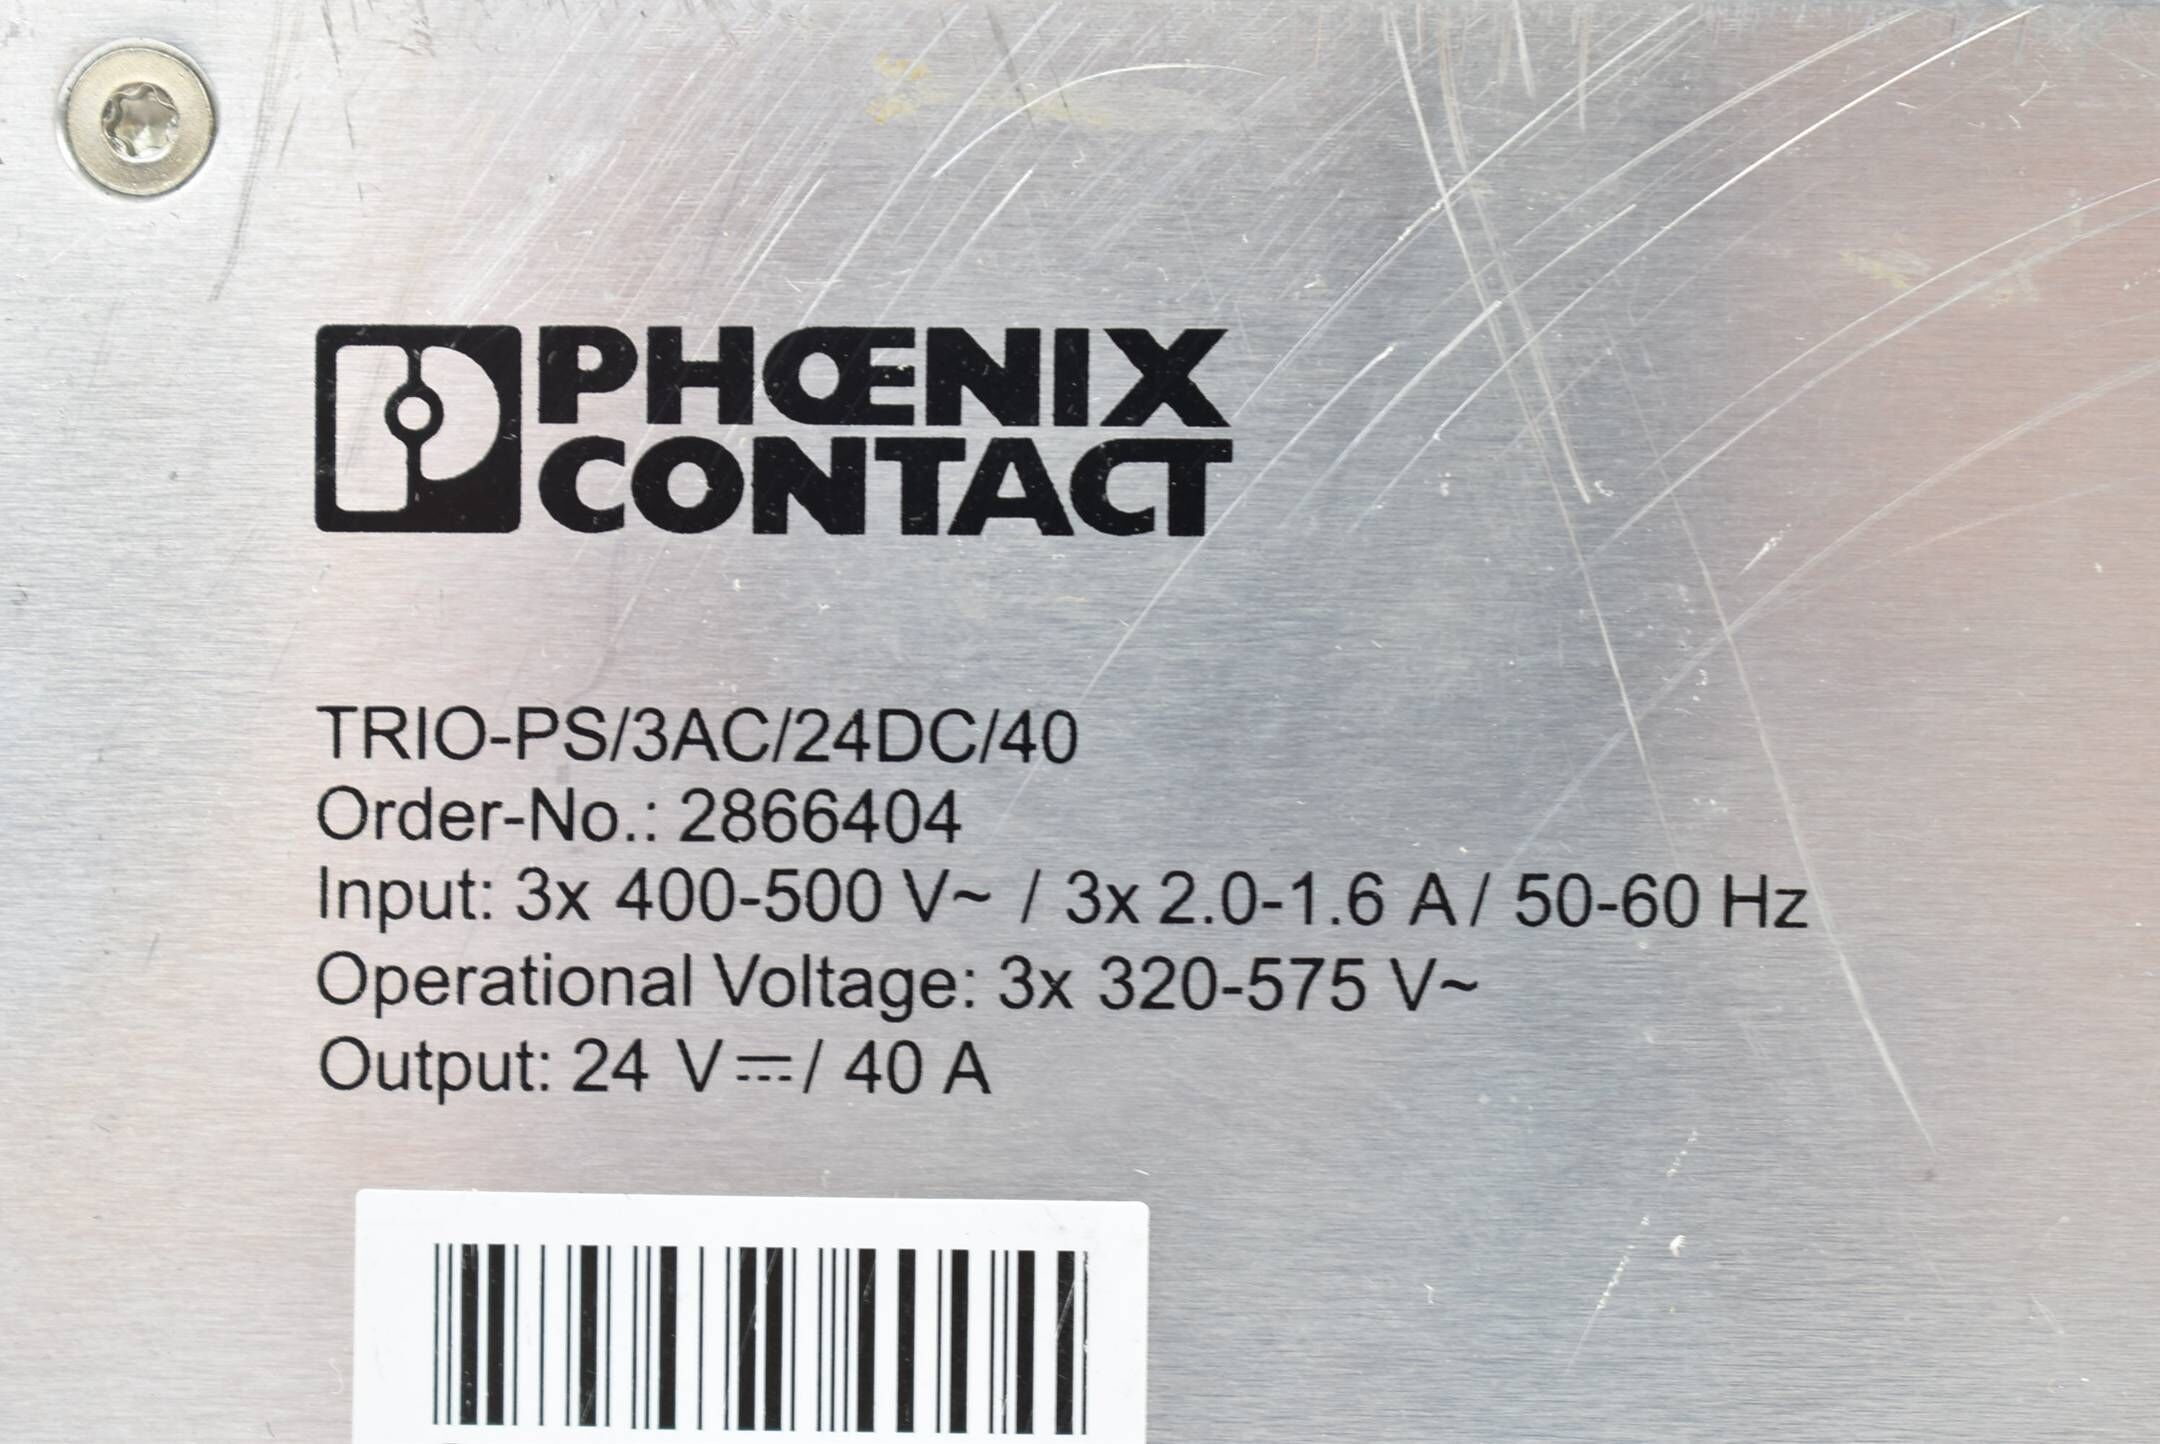 PHŒNIX
CONTACT
TRIO-PS/3AC/24DC/40
Order-No.: 2866404
Input: 3x 400-500 V~ / 3x 2.0-1.6 A / 50-60 Hz
Operational Voltage: 3x 320-575 V~
Output: 24 V⎓/ 40 A